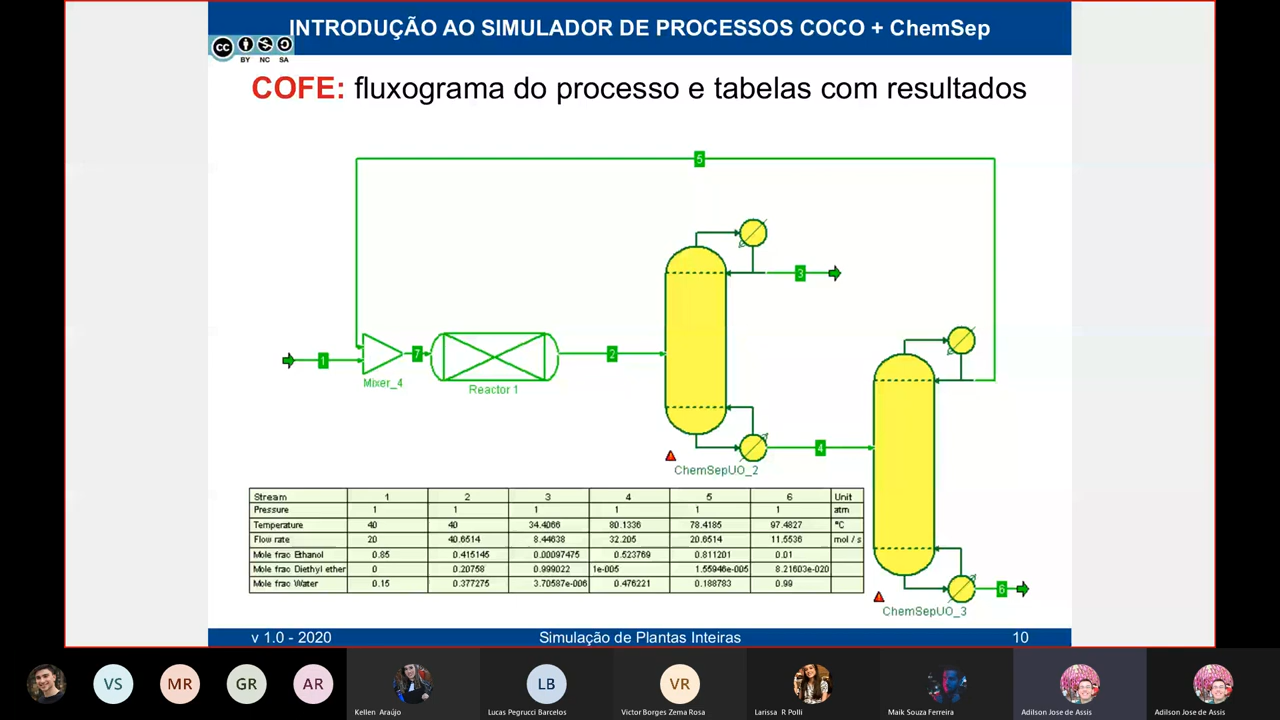 INTRODUÇÃO AO SIMULADOR DE PROCESSOS COCO + ChemSep
CC
BY NC SA
COFE: fluxograma do processo e tabelas com resultados
5
3
1
7
2
Mixer_4
Reactor 1
4
ChemSepUO_2
Stream 1 2 3 4 5 6 Unit
Pressure 1 1 1 1 1 1 atm
Temperature 40 40 34.4066 80.1336 78.4185 97.4827 °C
Flow rate 20 40.6514 8.44638 32.205 20.6514 11.5536 mol / s
Mole frac Ethanol 0.85 0.415145 0.00097475 0.523769 0.811201 0.01
Mole frac Diethyl ether 0 0.20758 0.999022 1e-005 1.55946e-005 8.21603e-020
Mole frac Water 0.15 0.377275 3.70587e-006 0.476221 0.188783 0.99
6
ChemSepUO_3
v 1.0 - 2020 Simulação de Plantas Inteiras 10
VS MR GR AR LB VR
Kellen Araújo Lucas Pegrucci Barcelos Victor Borges Zema Rosa Larissa R Polli Maik Souza Ferreira Adilson Jose de Assis Adilson Jose de Assis